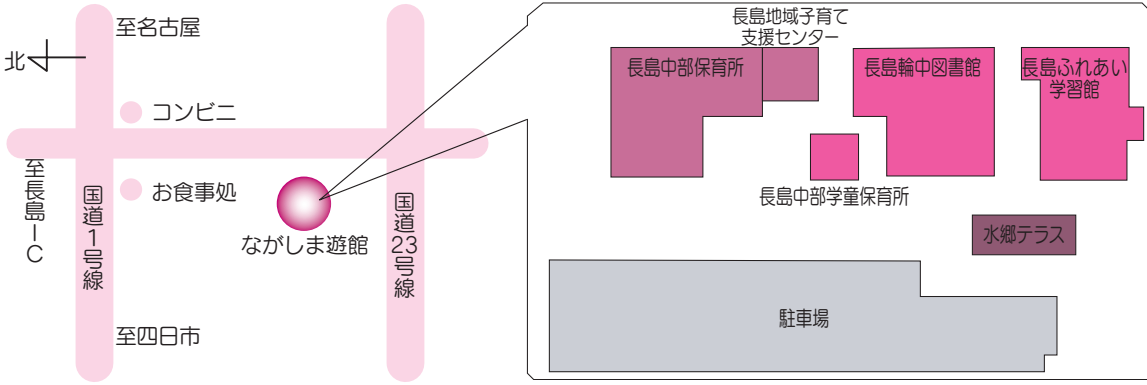 至名古屋
北
コンビニ
至長島IC
国道1号線
お食事処
国道23号線
ながしま遊館
至四日市
長島地域子育て
支援センター
長島中部保育所
長島輪中図書館
長島ふれあい
学習館
長島中部学童保育所
水郷テラス
駐車場